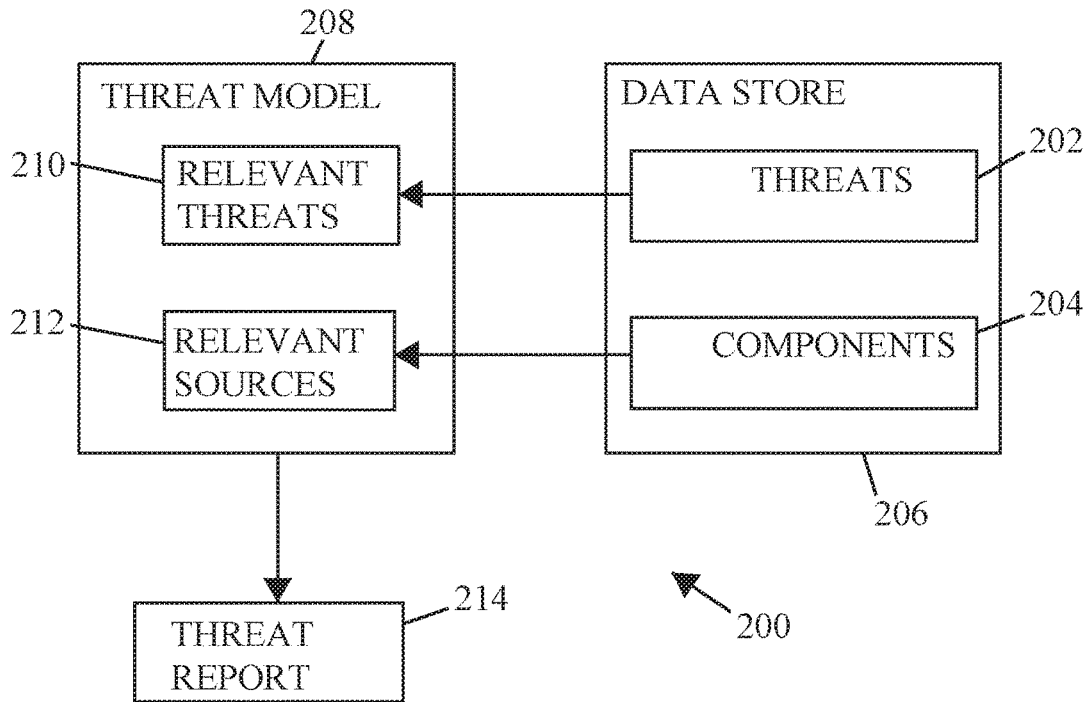 208
THREAT MODEL
DATA STORE
210
RELEVANT
THREATS
THREATS
202
212
RELEVANT
SOURCES
COMPONENTS
204
206
THREAT
REPORT
214
200